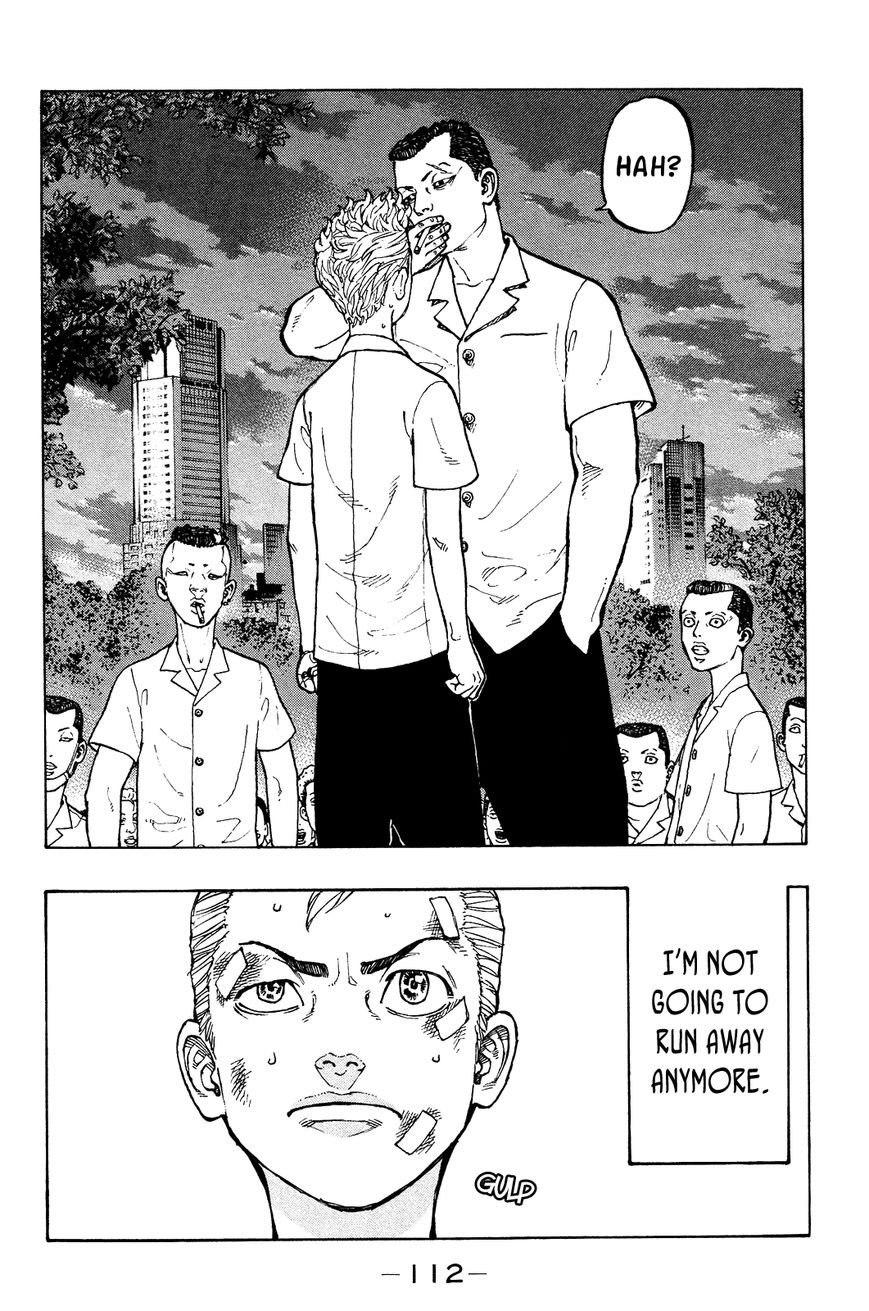 HAH?
I'M NOT
GOING TO
RUN AWAY
ANYMORE.
GULP
—112—